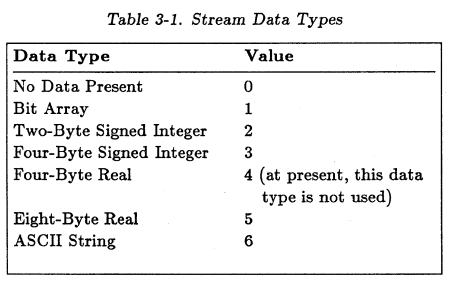 Table 3-1. Stream Data Types
Data Type Value
No Data Present 0
Bit Array 1
Two-Byte Signed Integer 2
Four-Byte Signed Integer 3
Four-Byte Real 4 (at present, this data
type is not used)
Eight-Byte Real 5
ASCII String 6